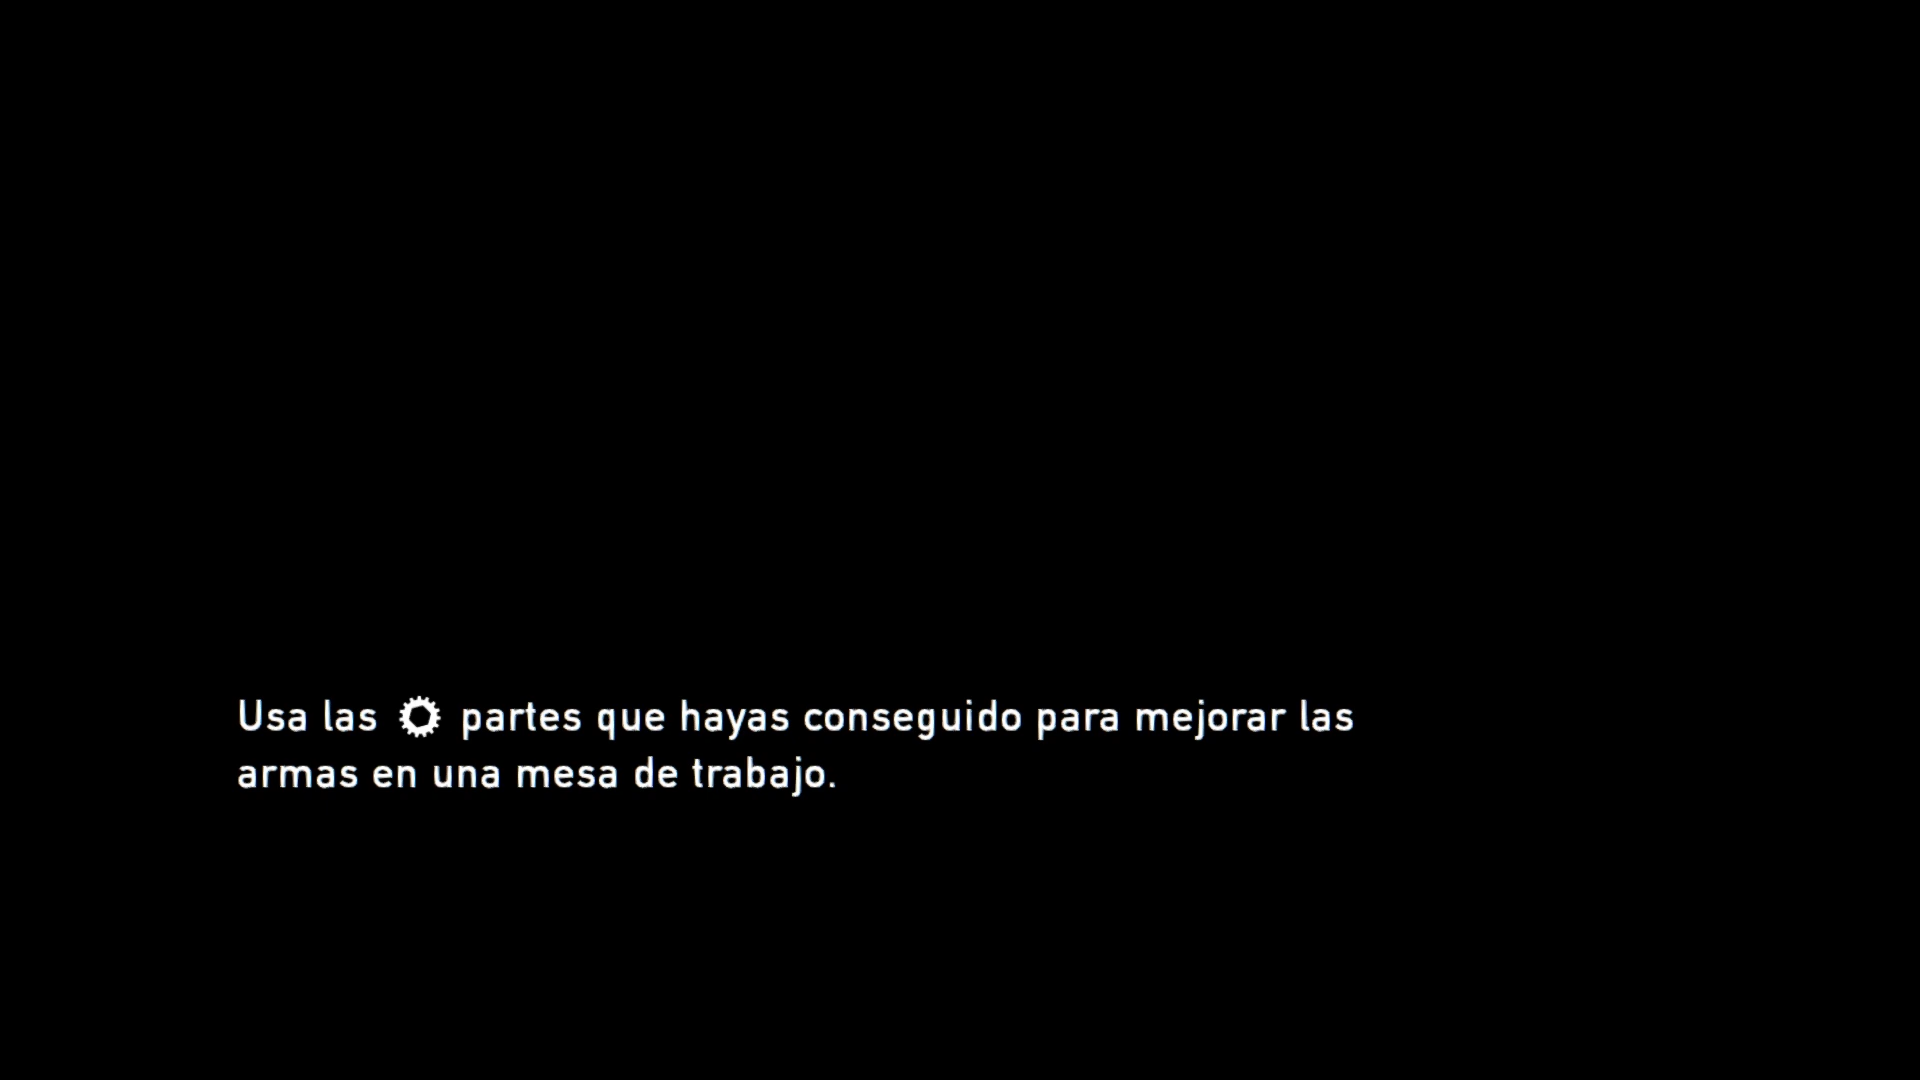 Usa las partes que hayas conseguido para mejorar las
armas en una mesa de trabajo.